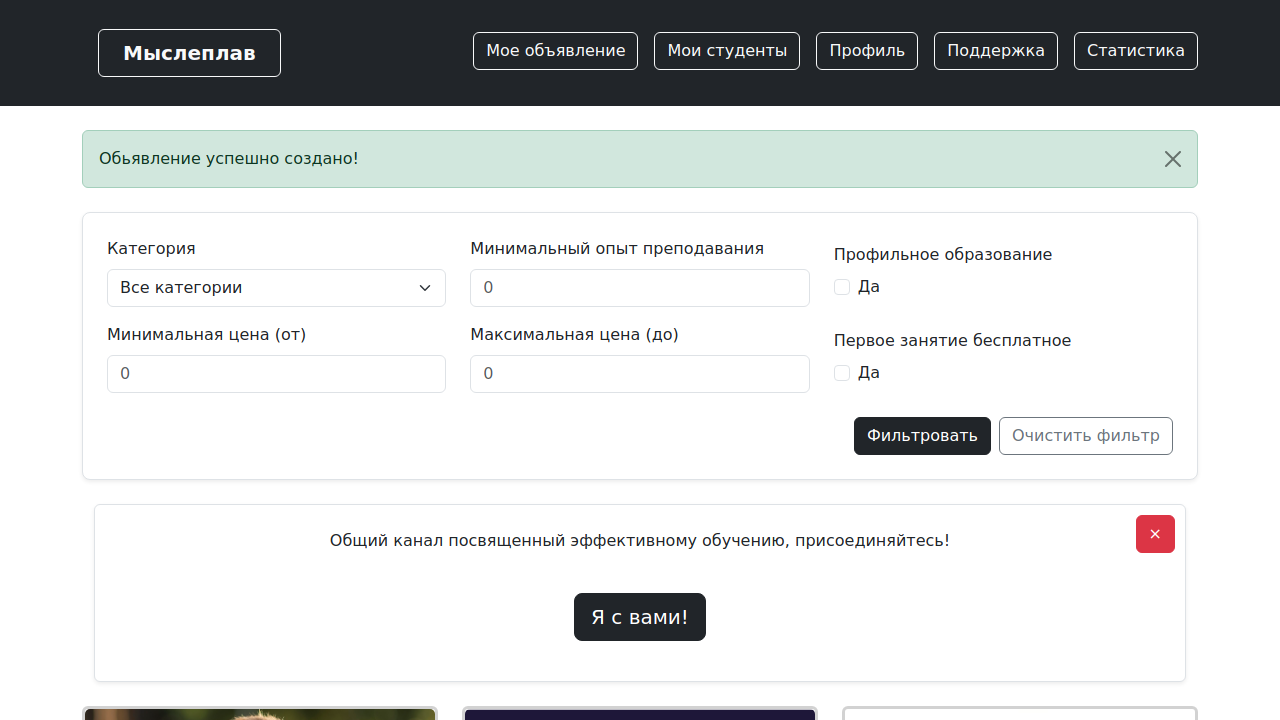 Мыслеплав
Мое объявление
Мои студенты
Профиль
Поддержка
Статистика
Обьявление успешно создано!
Категория
Все категории
Минимальный опыт преподавания
0
Профильное образование
Да
Минимальная цена (от)
0
Максимальная цена (до)
0
Первое занятие бесплатное
Да
Фильтровать
Очистить фильтр
Общий канал посвященный эффективному обучению, присоединяйтесь!
×
Я с вами!